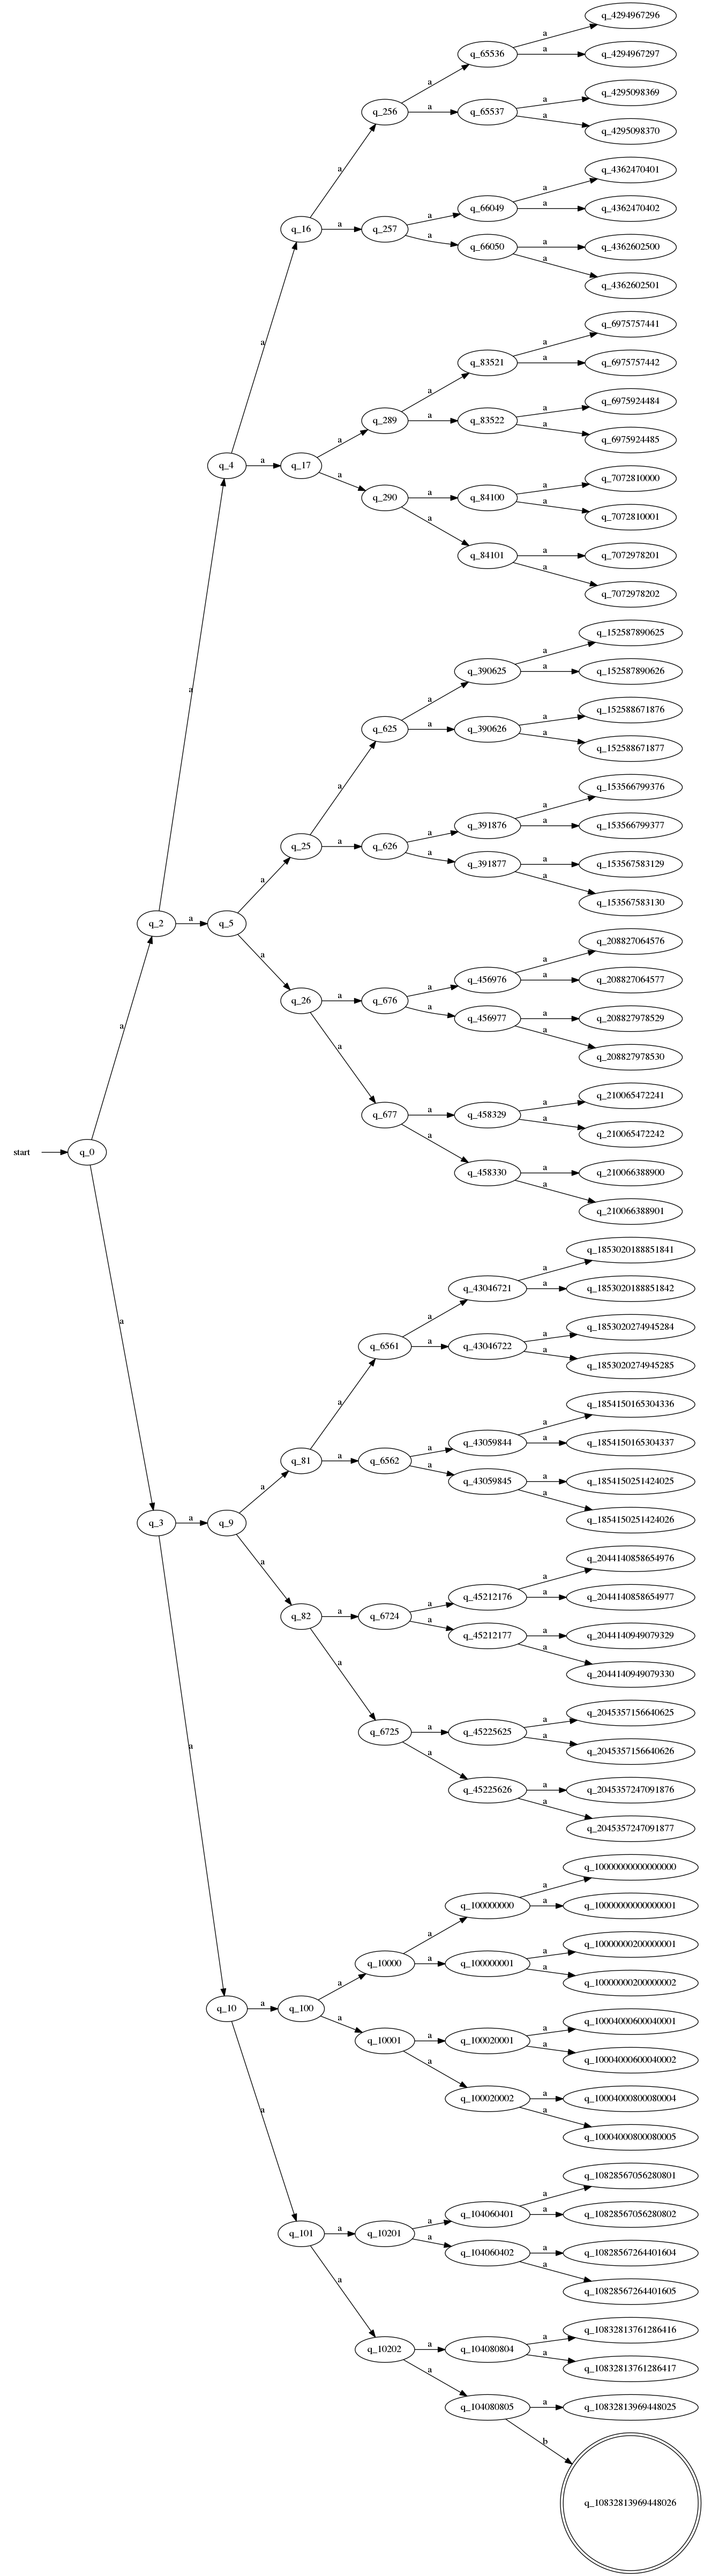 q_4294967296
a
q_65536
a
q_4294967297
a
q_4295098369
a
q_256
a
q_65537
a
q_4295098370
a
q_4362470401
a
q_66049
a
q_4362470402
a
q_16
a
q_257
a
q_66050
a
q_4362602500
a
q_4362602501
a
q_6975757441
a
q_83521
a
q_6975757442
a
q_6975924484
a
q_289
a
q_83522
a
q_6975924485
a
q_4
a
q_17
a
q_7072810000
a
q_290
a
q_84100
a
q_7072810001
a
q_84101
a
q_7072978201
a
q_7072978202
a
q_152587890625
a
q_390625
a
q_152587890626
a
q_152588671876
a
q_625
a
q_390626
a
q_152588671877
a
q_153566799376
a
q_391876
a
q_153566799377
a
q_25
a
q_626
a
q_391877
a
q_153567583129
a
q_153567583130
a
q_2
a
q_5
a
q_208827064576
a
q_456976
a
q_208827064577
a
q_26
a
q_676
a
q_456977
a
q_208827978529
a
q_208827978530
a
q_210065472241
a
q_677
a
q_458329
a
q_210065472242
a
start
q_0
q_458330
a
q_210066388900
a
q_210066388901
a
q_1853020188851841
a
q_43046721
a
q_1853020188851842
a
q_1853020274945284
a
q_6561
a
q_43046722
a
q_1853020274945285
a
q_1854150165304336
a
q_43059844
a
q_1854150165304337
a
q_81
a
q_6562
a
q_43059845
a
q_1854150251424025
a
q_1854150251424026
q_3
a
q_9
a
q_2044140858654976
a
q_45212176
a
q_2044140858654977
a
q_82
a
q_6724
a
q_45212177
a
q_2044140949079329
a
q_2044140949079330
a
q_2045357156640625
a
q_6725
a
q_45225625
a
q_2045357156640626
a
q_45225626
a
q_2045357247091876
a
q_2045357247091877
q_10000000000000000
a
q_100000000
a
q_10000000000000001
a
q_10000000200000001
a
q_10000
a
q_100000001
a
q_10000000200000002
q_10
a
q_100
a
q_10004000600040001
a
q_10001
a
q_100020001
a
q_10004000600040002
a
q_100020002
a
q_10004000800080004
a
q_10004000800080005
a
q_10828567056280801
a
q_104060401
a
q_10828567056280802
q_101
a
q_10201
a
q_104060402
a
q_10828567264401604
a
q_10828567264401605
a
q_10832813761286416
a
q_10202
a
q_104080804
a
q_10832813761286417
a
q_104080805
a
q_10832813969448025
b
q_10832813969448026